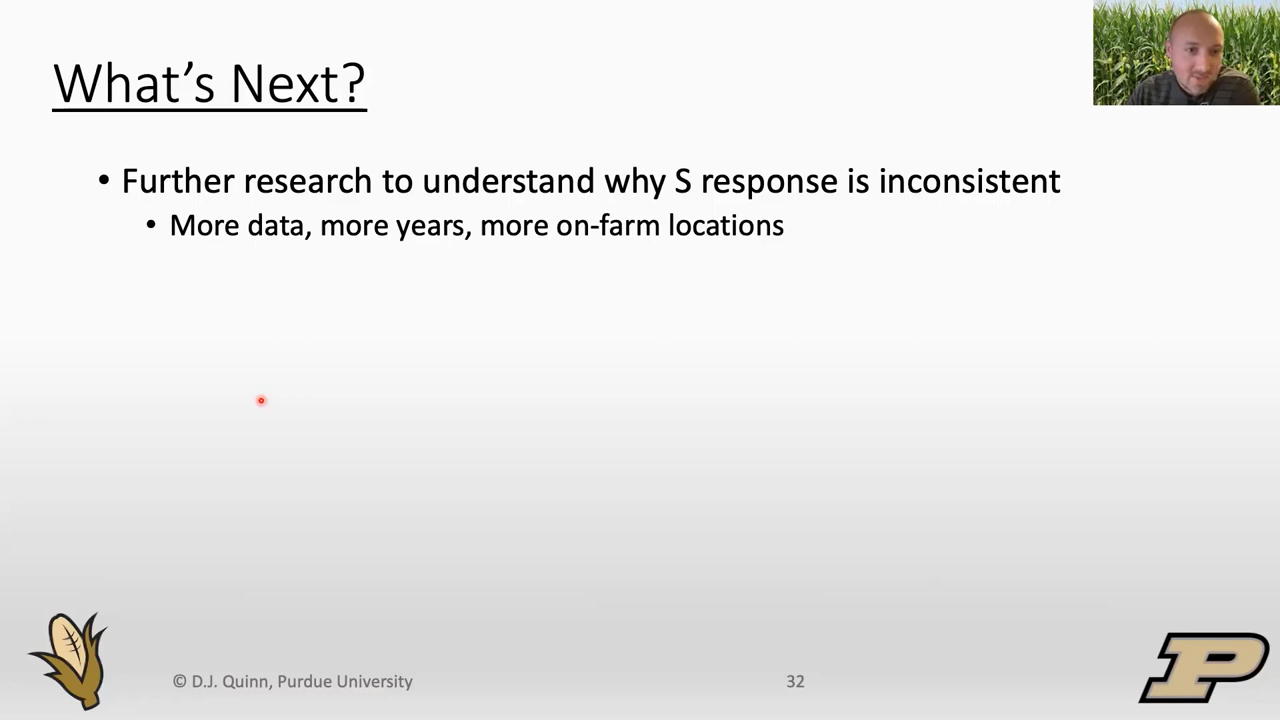 What's Next?
• Further research to understand why S response is inconsistent
• More data, more years, more on-farm locations
© D.J. Quinn, Purdue University
32
P